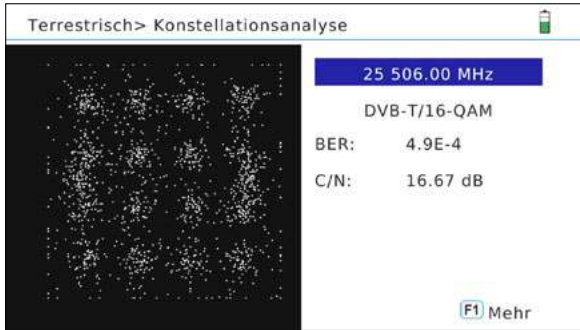 Terrestrisch> Konstellationsanalyse
25 506.00 MHz
DVB-T/16-QAM
BER: 4.9E-4
C/N: 16.67 dB
F1 Mehr